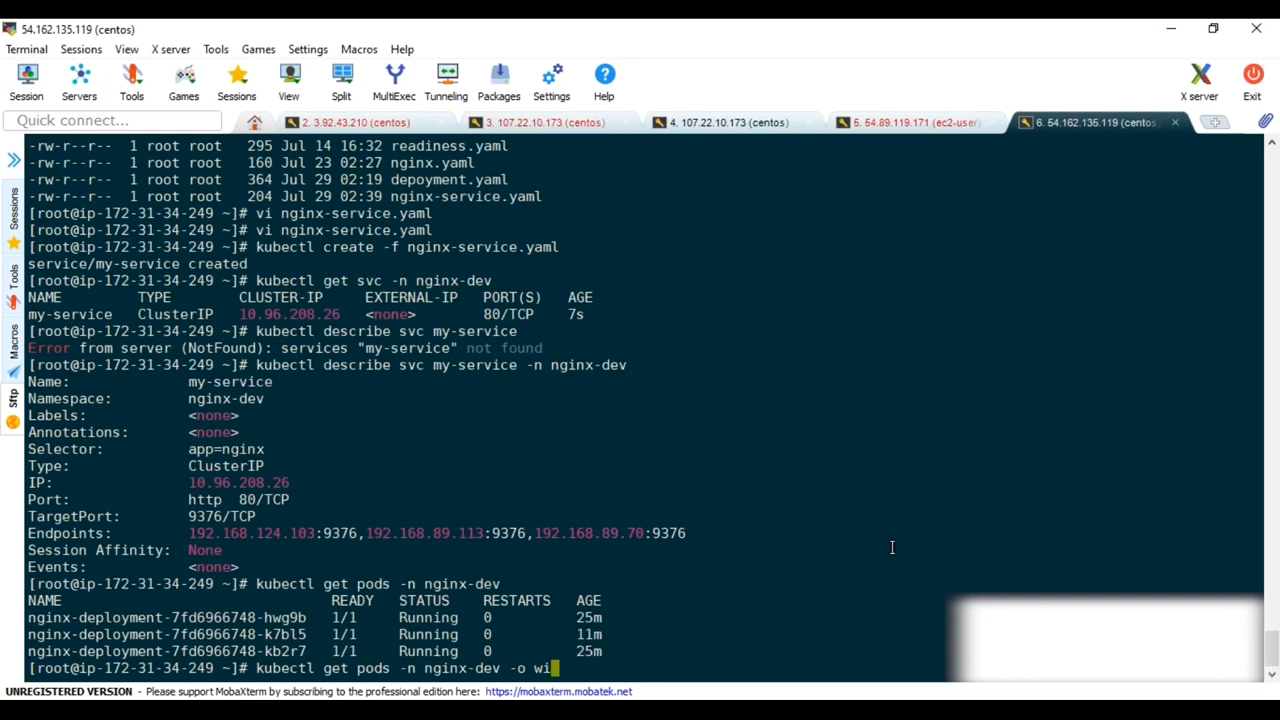 54.162.135.119 (centos)
Terminal Sessions View X server Tools Games Settings Macros Help
Session Servers Tools Games Sessions View Split MultiExec Tunneling Packages Settings Help X server Exit
Quick connect... 2. 3.92.43.210 (centos) 3. 107.22.10.173 (centos) 4. 107.22.10.173 (centos) 5. 54.89.119.171 (ec2-user) 6. 54.162.135.119 (centos)
-rw-r--r-- 1 root root 295 Jul 14 16:32 readiness.yaml
-rw-r--r-- 1 root root 160 Jul 23 02:27 nginx.yaml
-rw-r--r-- 1 root root 364 Jul 29 02:19 depoyment.yaml
-rw-r--r-- 1 root root 204 Jul 29 02:39 nginx-service.yaml
[root@ip-172-31-34-249 ~]# vi nginx-service.yaml
[root@ip-172-31-34-249 ~]# vi nginx-service.yaml
[root@ip-172-31-34-249 ~]# kubectl create -f nginx-service.yaml
service/my-service created
[root@ip-172-31-34-249 ~]# kubectl get svc -n nginx-dev
NAME TYPE CLUSTER-IP EXTERNAL-IP PORT(S) AGE
my-service ClusterIP 10.96.208.26 <none> 80/TCP 7s
[root@ip-172-31-34-249 ~]# kubectl describe svc my-service
Error from server (NotFound): services "my-service" not found
[root@ip-172-31-34-249 ~]# kubectl describe svc my-service -n nginx-dev
Name: my-service
Namespace: nginx-dev
Labels: <none>
Annotations: <none>
Selector: app=nginx
Type: ClusterIP
IP: 10.96.208.26
Port: http 80/TCP
TargetPort: 9376/TCP
Endpoints: 192.168.124.103:9376,192.168.89.113:9376,192.168.89.70:9376
Session Affinity: None
Events: <none>
[root@ip-172-31-34-249 ~]# kubectl get pods -n nginx-dev
NAME READY STATUS RESTARTS AGE
nginx-deployment-7fd6966748-hwg9b 1/1 Running 0 25m
nginx-deployment-7fd6966748-k7bl5 1/1 Running 0 11m
nginx-deployment-7fd6966748-kb2r7 1/1 Running 0 25m
[root@ip-172-31-34-249 ~]# kubectl get pods -n nginx-dev -o wi
Sessions
Tools
Macros
Sftp
UNREGISTERED VERSION - Please support MobaXterm by subscribing to the professional edition here: https://mobaxterm.mobatek.net